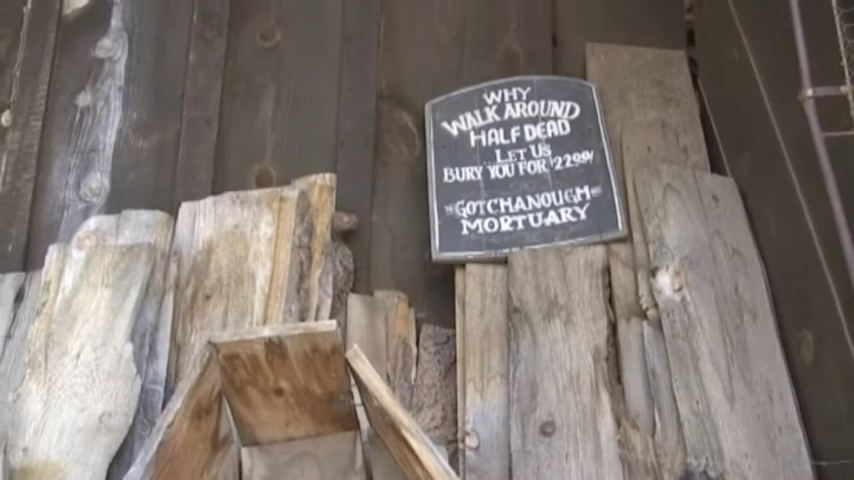 WHY
WALK AROUND
HALF DEAD
...LET US
BURY YOU FOR $22.99!
"GOTCHANOUGH"
MORTUARY